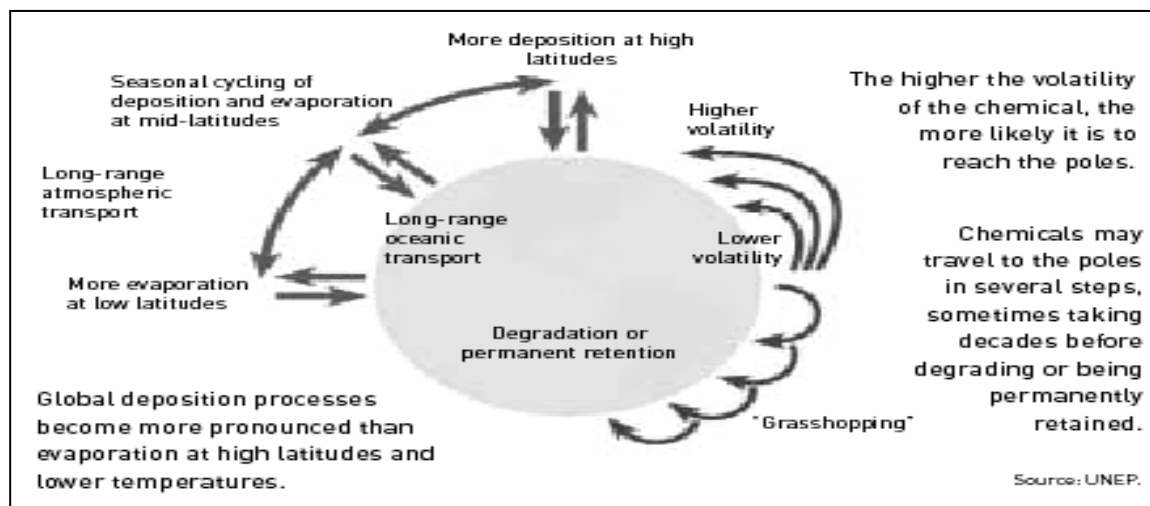 More deposition at high
latitudes
Seasonal cycling of
deposition and evaporation
at mid-latitudes
Long-range
atmospheric
transport
More evaporation
at low latitudes
Long-range
oceanic
transport
Higher
volatility
Lower
volatility
Degradation or
permanent retention
"Grasshopping"
The higher the volatility
of the chemical, the
more likely it is to
reach the poles.
Chemicals may
travel to the poles
in several steps,
sometimes taking
decades before
degrading or being
permanently
retained.
Global deposition processes
become more pronounced than
evaporation at high latitudes and
lower temperatures.
Source: UNEP.